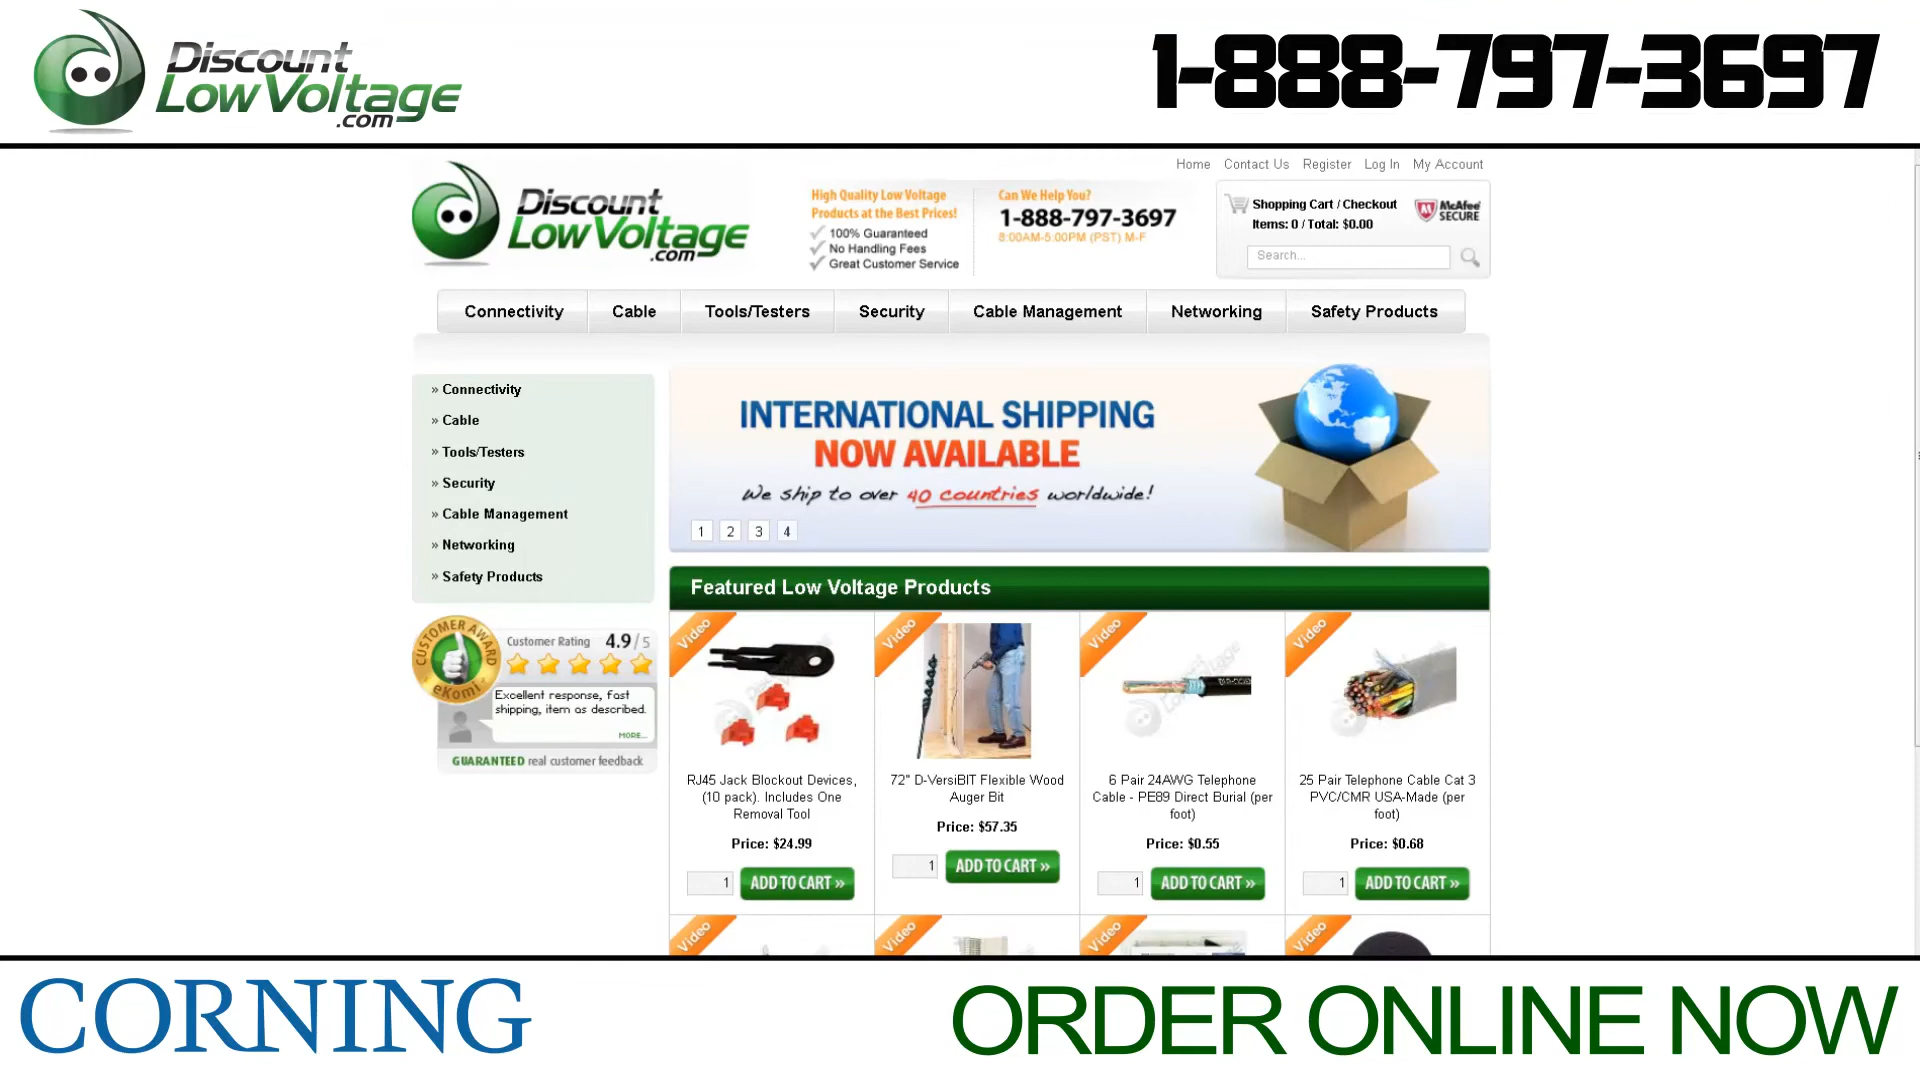 Discount
LowVoltage
.com
1-888-797-3697
Home Contact Us Register Log In My Account
Discount
LowVoltage
.com
High Quality Low Voltage
Products at the Best Prices!
100% Guaranteed
No Handling Fees
Great Customer Service
Can We Help You?
1-888-797-3697
8:00AM-5:00PM (PST) M-F
Shopping Cart / Checkout
Items: 0 / Total: $0.00
McAfee
SECURE
Search...
Connectivity Cable Tools/Testers Security Cable Management Networking Safety Products
» Connectivity
» Cable
» Tools/Testers
» Security
» Cable Management
» Networking
» Safety Products
INTERNATIONAL SHIPPING
NOW AVAILABLE
We ship to over 40 countries worldwide!
1 2 3 4
CUSTOMER AWARD
eKomi
Customer Rating 4.9/5
Excellent response, fast
shipping, item as described.
MORE...
GUARANTEED real customer feedback
Featured Low Voltage Products
Video
RJ45 Jack Blockout Devices,
(10 pack). Includes One
Removal Tool
Price: $24.99
1 ADD TO CART »
Video
72" D-VersiBIT Flexible Wood
Auger Bit
Price: $57.35
1 ADD TO CART »
Video
6 Pair 24AWG Telephone
Cable - PE89 Direct Burial (per
foot)
Price: $0.55
1 ADD TO CART »
Video
25 Pair Telephone Cable Cat 3
PVC/CMR USA-Made (per
foot)
Price: $0.68
1 ADD TO CART »
Video
Video
Video
Video
CORNING
ORDER ONLINE NOW